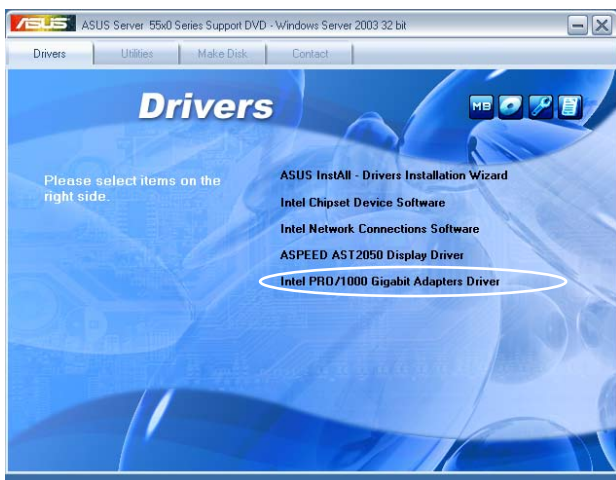 ASUS ASUS Server 55x0 Series Support DVD - Windows Server 2003 32 bit
Drivers Utilities Make Disk Contact
Drivers
MB
Please select items on the
right side.
ASUS InstAll - Drivers Installation Wizard
Intel Chipset Device Software
Intel Network Connections Software
ASPEED AST2050 Display Driver
Intel PRO/1000 Gigabit Adapters Driver